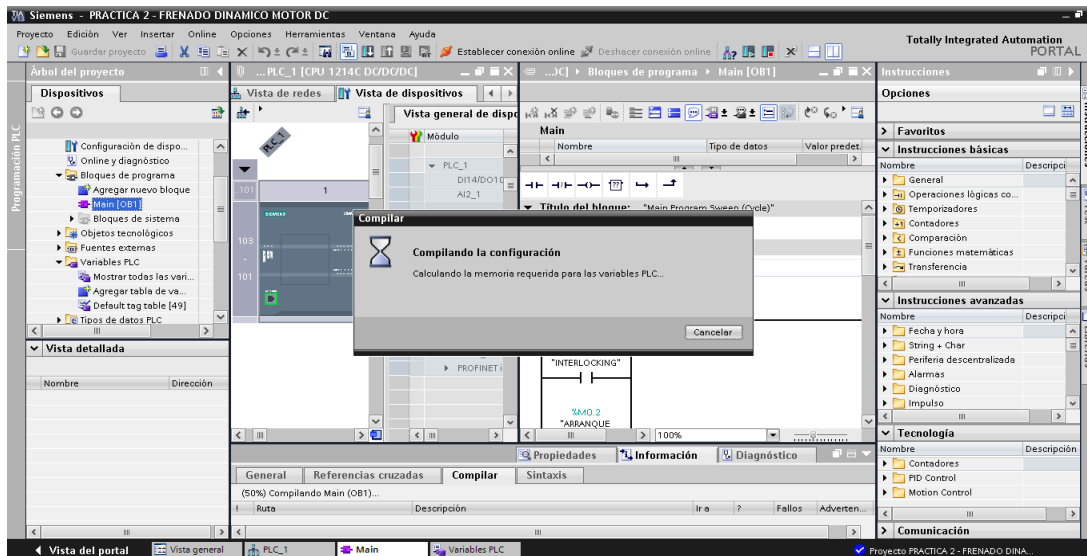 Siemens - PRACTICA 2 - FRENADO DINAMICO MOTOR DC
Proyecto Edición Ver Insertar Online Opciones Herramientas Ventana Ayuda
Totally Integrated Automation
PORTAL
Guardar proyecto
Establecer conexión online
Deshacer conexión online
Árbol del proyecto
Dispositivos
Programación PLC
Configuración de dispo...
Online y diagnóstico
Bloques de programa
Agregar nuevo bloque
Main [OB1]
Bloques de sistema
Objetos tecnológicos
Fuentes externas
Variables PLC
Mostrar todas las vari...
Agregar tabla de va...
Default tag table [49]
Tipos de datos PLC
Vista detallada
Nombre Dirección
...PLC_1 [CPU 1214C DC/DC/DC]
Vista de redes
Vista de dispositivos
PLC_1
101
1
SIEMENS
103
-
101
Vista general de dispo
Módulo
PLC_1
DI14/DO10
AI2_1
PROFINET i
...DC] ▸ Bloques de programa ▸ Main [OB1]
Main
Nombre Tipo de datos Valor predet.
Título del bloque: "Main Program Sweep (Cycle)"
Compilar
Compilando la configuración
Calculando la memoria requerida para las variables PLC...
Cancelar
"INTERLOCKING"
%M0.2
"ARRANQUE
100%
Propiedades
Información
Diagnóstico
General
Referencias cruzadas
Compilar
Sintaxis
(50%) Compilando Main (OB1)...
! Ruta Descripción Ir a ? Fallos Adverten...
Instrucciones
Opciones
Favoritos
Instrucciones básicas
Nombre Descripci
General
Operaciones lógicas co...
Temporizadores
Contadores
Comparación
Funciones matemáticas
Transferencia
Instrucciones avanzadas
Nombre Descripci
Fecha y hora
String + Char
Periferia descentralizada
Alarmas
Diagnóstico
Impulso
Tecnología
Nombre Descripción
Contadores
PID Control
Motion Control
Comunicación
Vista del portal
Vista general
PLC_1
Main
Variables PLC
Proyecto PRACTICA 2 - FRENADO DINA...